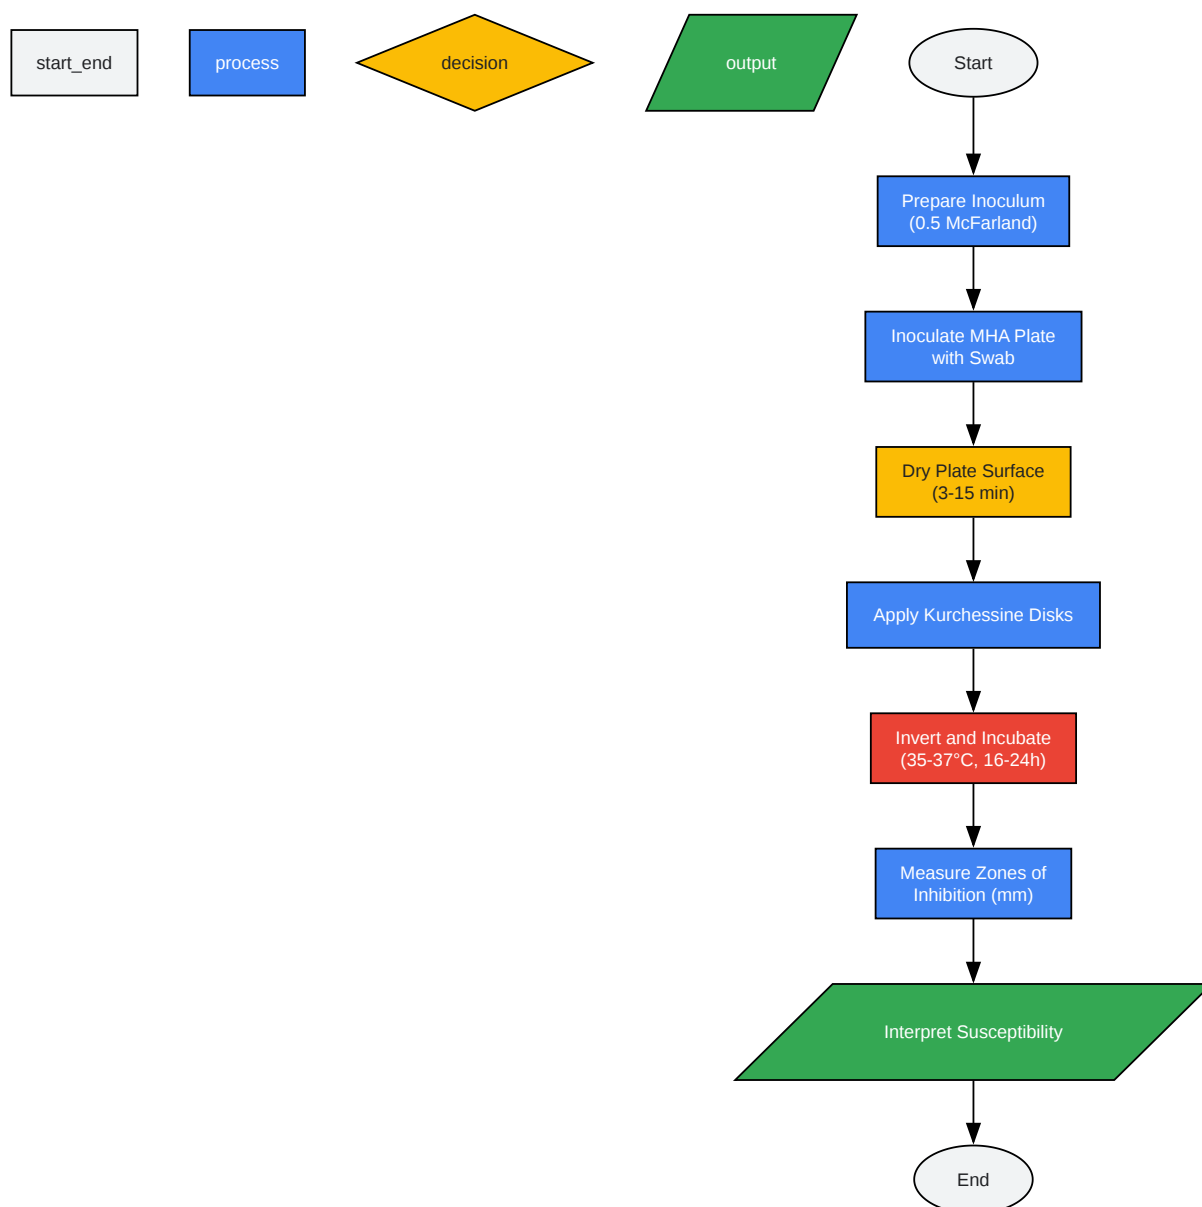 start_end
process
decision
output
Start
Prepare Inoculum
(0.5 McFarland)
Inoculate MHA Plate
with Swab
Dry Plate Surface
(3-15 min)
Apply Kurchessine Disks
Invert and Incubate
(35-37°C, 16-24h)
Measure Zones of
Inhibition (mm)
Interpret Susceptibility
End